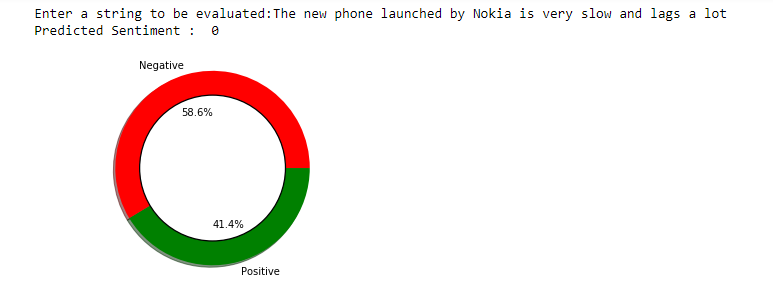 Enter a string to be evaluated:The new phone launched by Nokia is very slow and lags a lot
Predicted Sentiment :  0
Negative
58.6%
41.4%
Positive